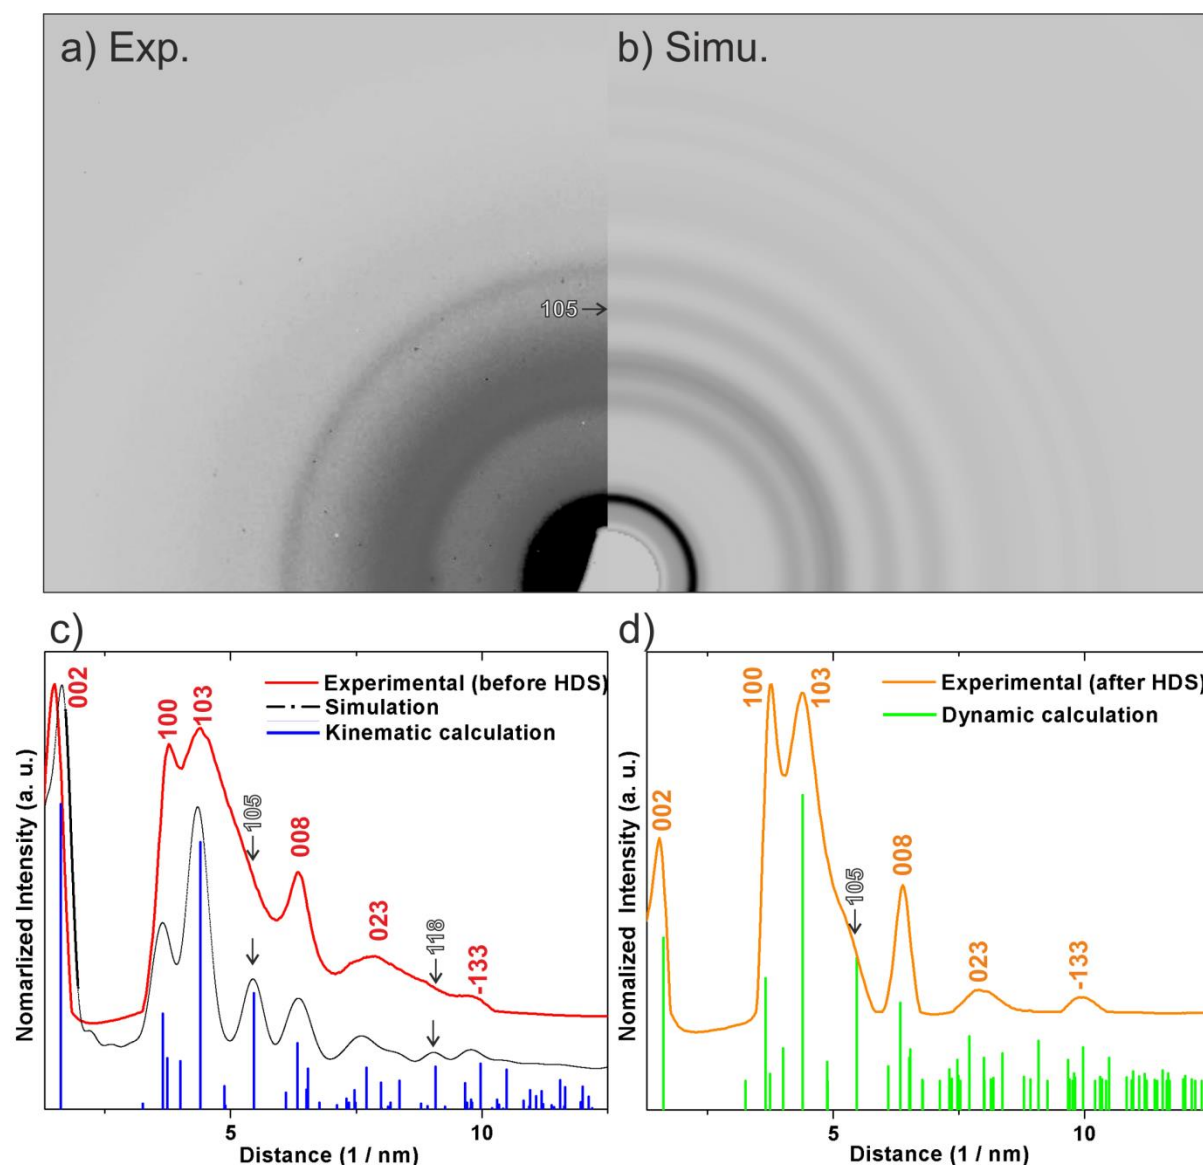 a) Exp.
b) Simu.
105
c)
002
100
103
Experimental (before HDS)
Simulation
Kinematic calculation
105
008
023
118
-133
Nomarlized Intensity (a. u.)
5
10
Distance (1 / nm)
d)
002
100
103
Experimental (after HDS)
Dynamic calculation
105
008
023
-133
Nomalized Intensity (a. u.)
5
10
Distance (1 / nm)